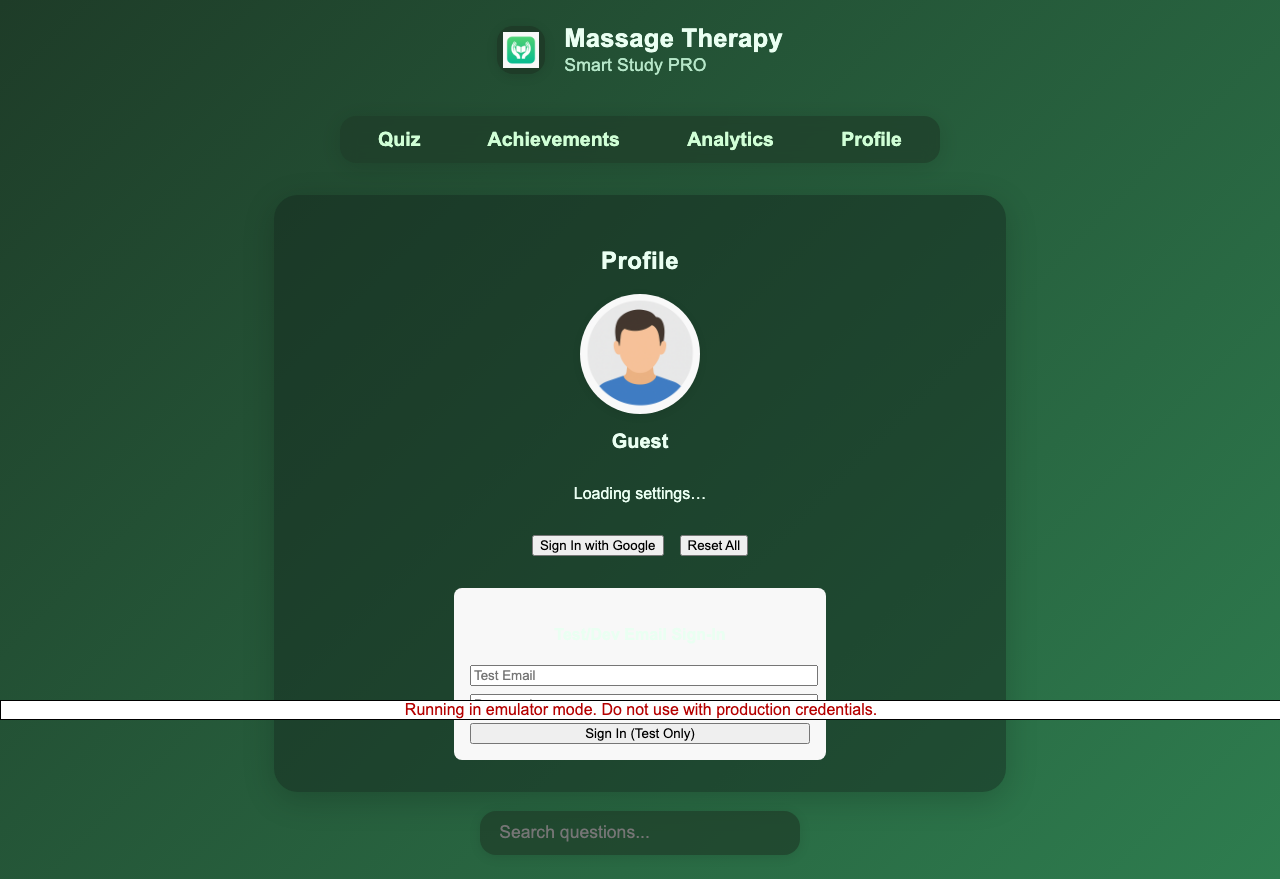 Massage Therapy
Smart Study PRO
Quiz Achievements Analytics Profile
Profile
Guest
Loading settings…
Sign In with Google Reset All
Test Email
Running in emulator mode. Do not use with production credentials.
Sign In (Test Only)
Search questions...